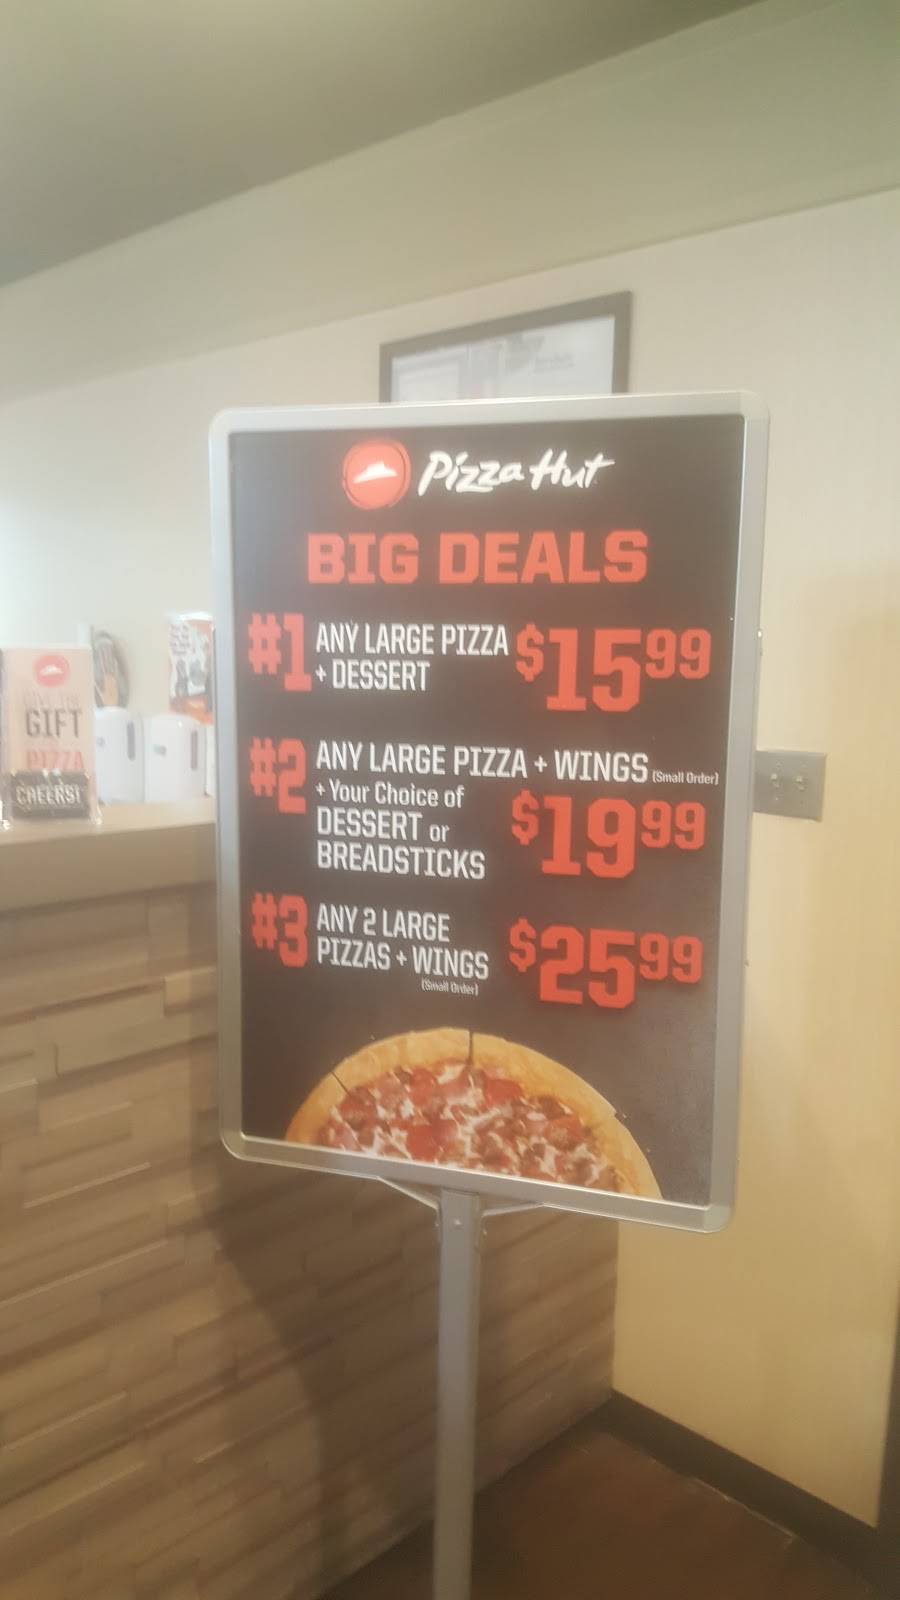 Pizza Hut
BIG DEALS
#1 ANY LARGE PIZZA $15.99
+ DESSERT
#2 ANY LARGE PIZZA + WINGS (Small Order)
+ Your Choice of
DESSERT or $19.99
BREADSTICKS
#3 ANY 2 LARGE
PIZZAS + WINGS $25.99
(Small Order)
GIFT
PIZZA
CHEERS!